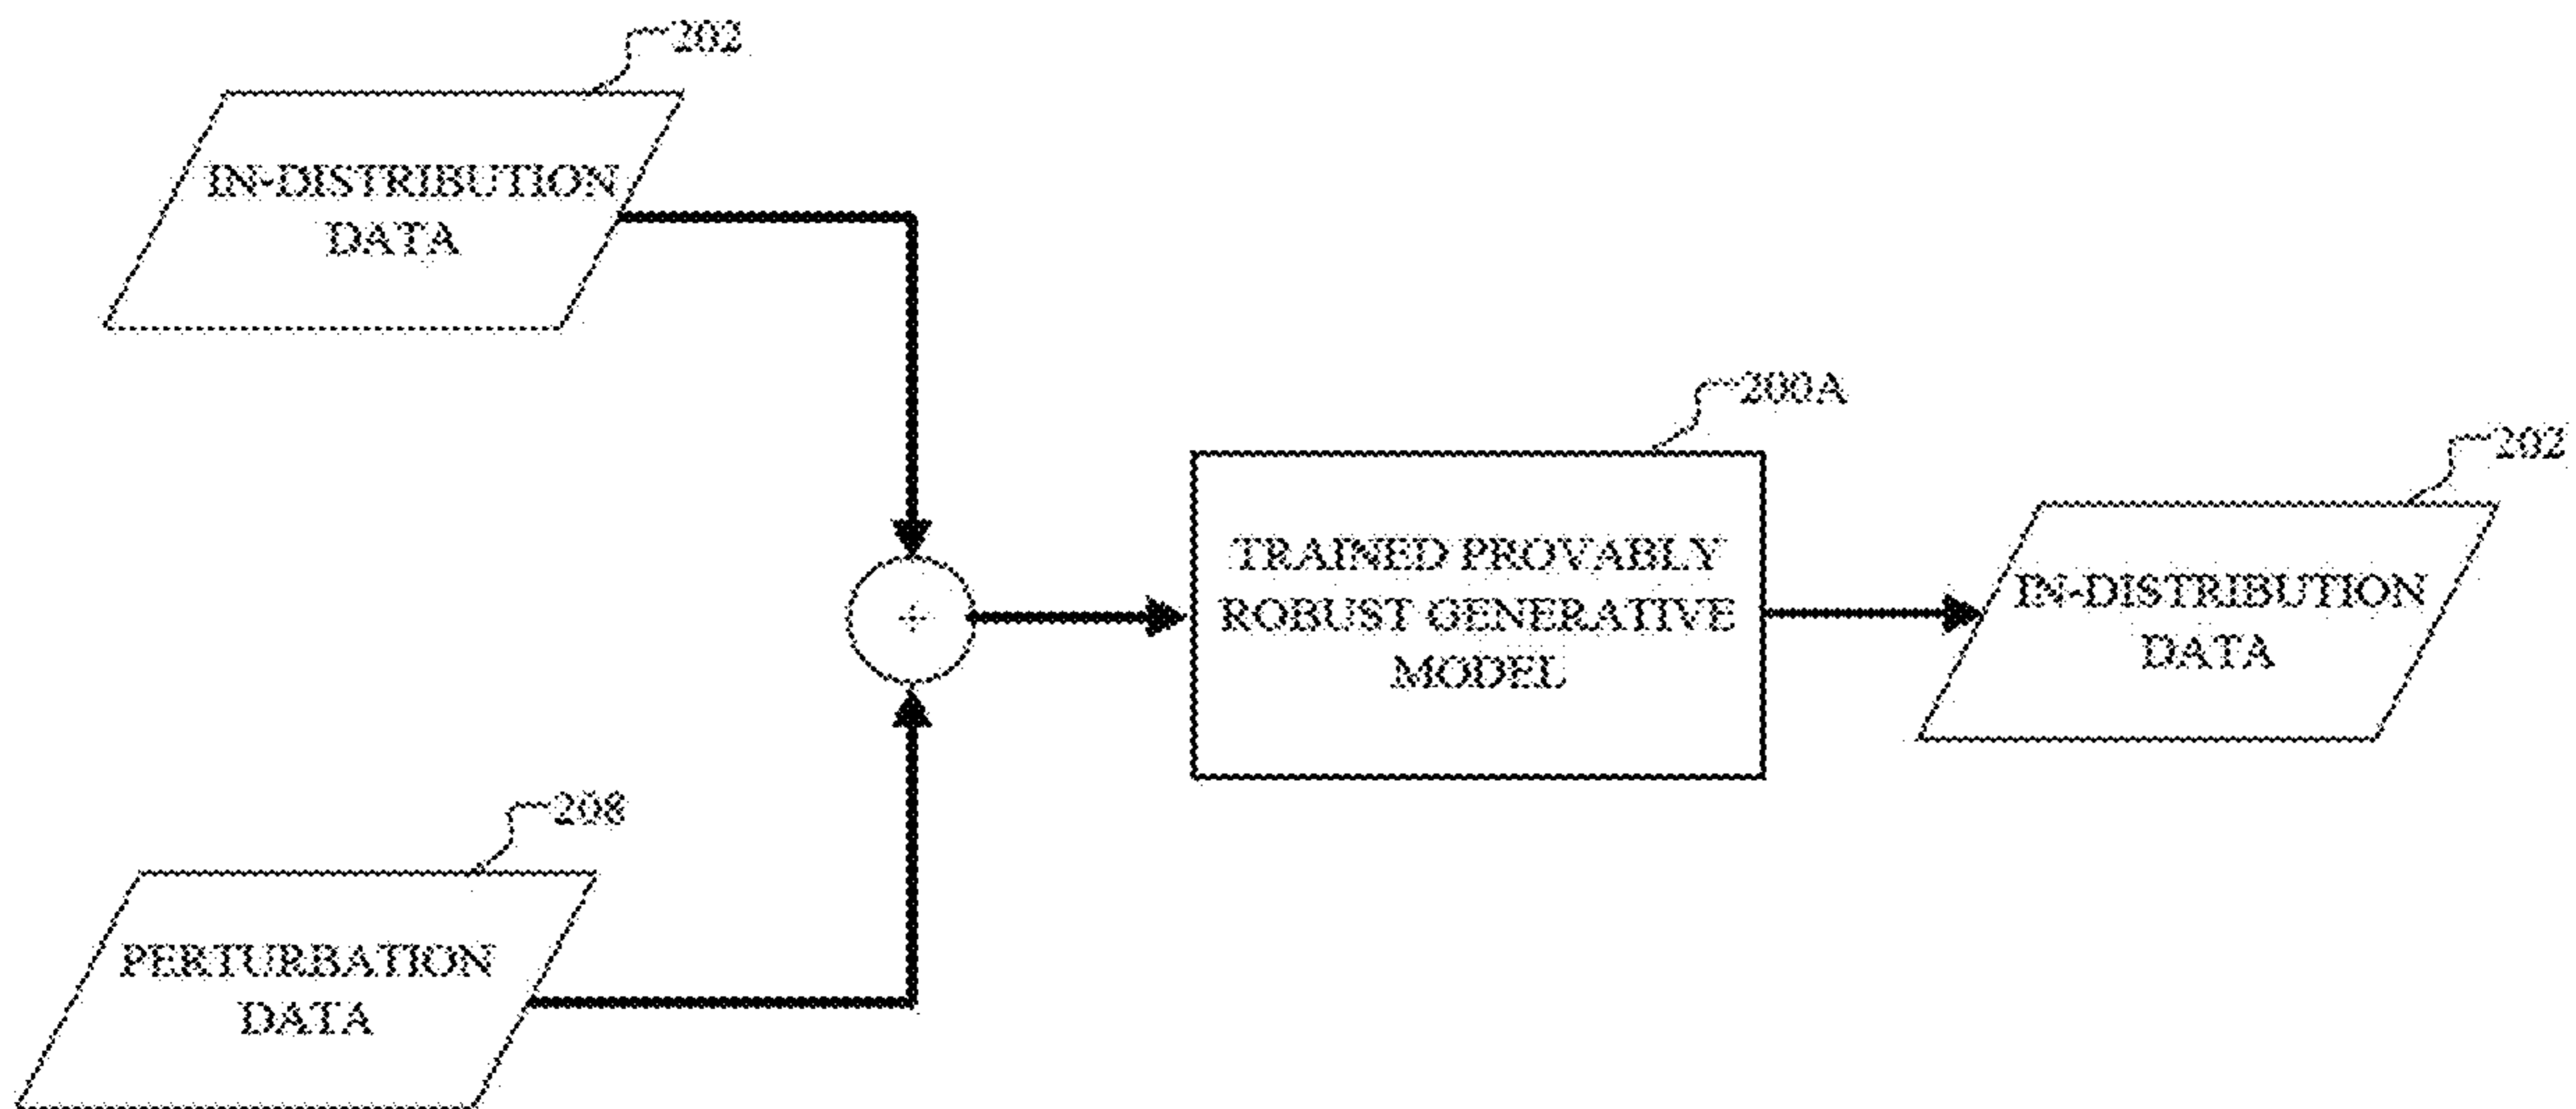 202
IN-DISTRIBUTION
DATA
200A
202
TRAINED PROVABLY
ROBUST GENERATIVE
MODEL
IN-DISTRIBUTION
DATA
208
PERTURBATION
DATA
+